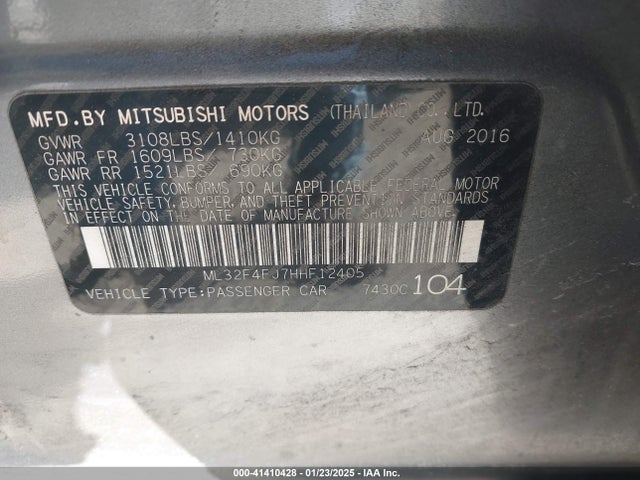 MFD.BY MITSUBISHI MOTORS (THAILAND) CO.,LTD.
GVWR 3108LBS/1410KG AUG 2016
GAWR FR 1609LBS/ 730KG
GAWR RR 1521LBS/ 690KG
THIS VEHICLE CONFORMS TO ALL APPLICABLE FEDERAL MOTOR
VEHICLE SAFETY,BUMPER,AND THEFT PREVENTION STANDARDS
IN EFFECT ON THE DATE OF MANUFACTURE SHOWN ABOVE.
ML32F4FJ7HHF12405
VEHICLE TYPE:PASSENGER CAR 7430C 104
000-41410428 - 01/23/2025 - IAA Inc.